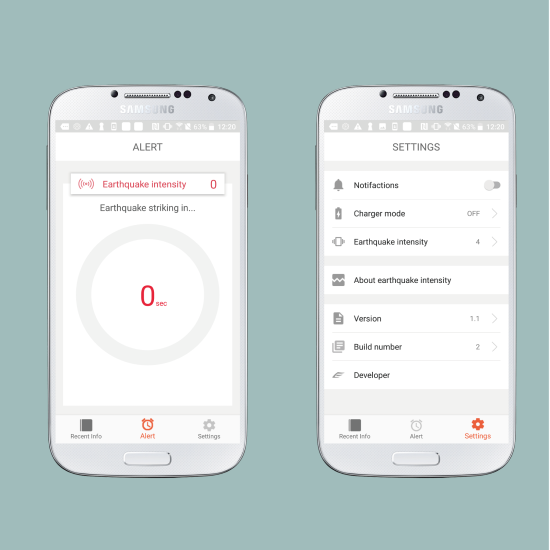 SAMSUNG
63% 12:20
ALERT
Earthquake intensity 0
Earthquake striking in...
0 sec
Recent Info Alert Settings
SAMSUNG
63% 12:20
SETTINGS
Notifactions
Charger mode OFF
Earthquake intensity 4
About earthquake intensity
Version 1.1
Build number 2
Developer
Recent Info Alert Settings